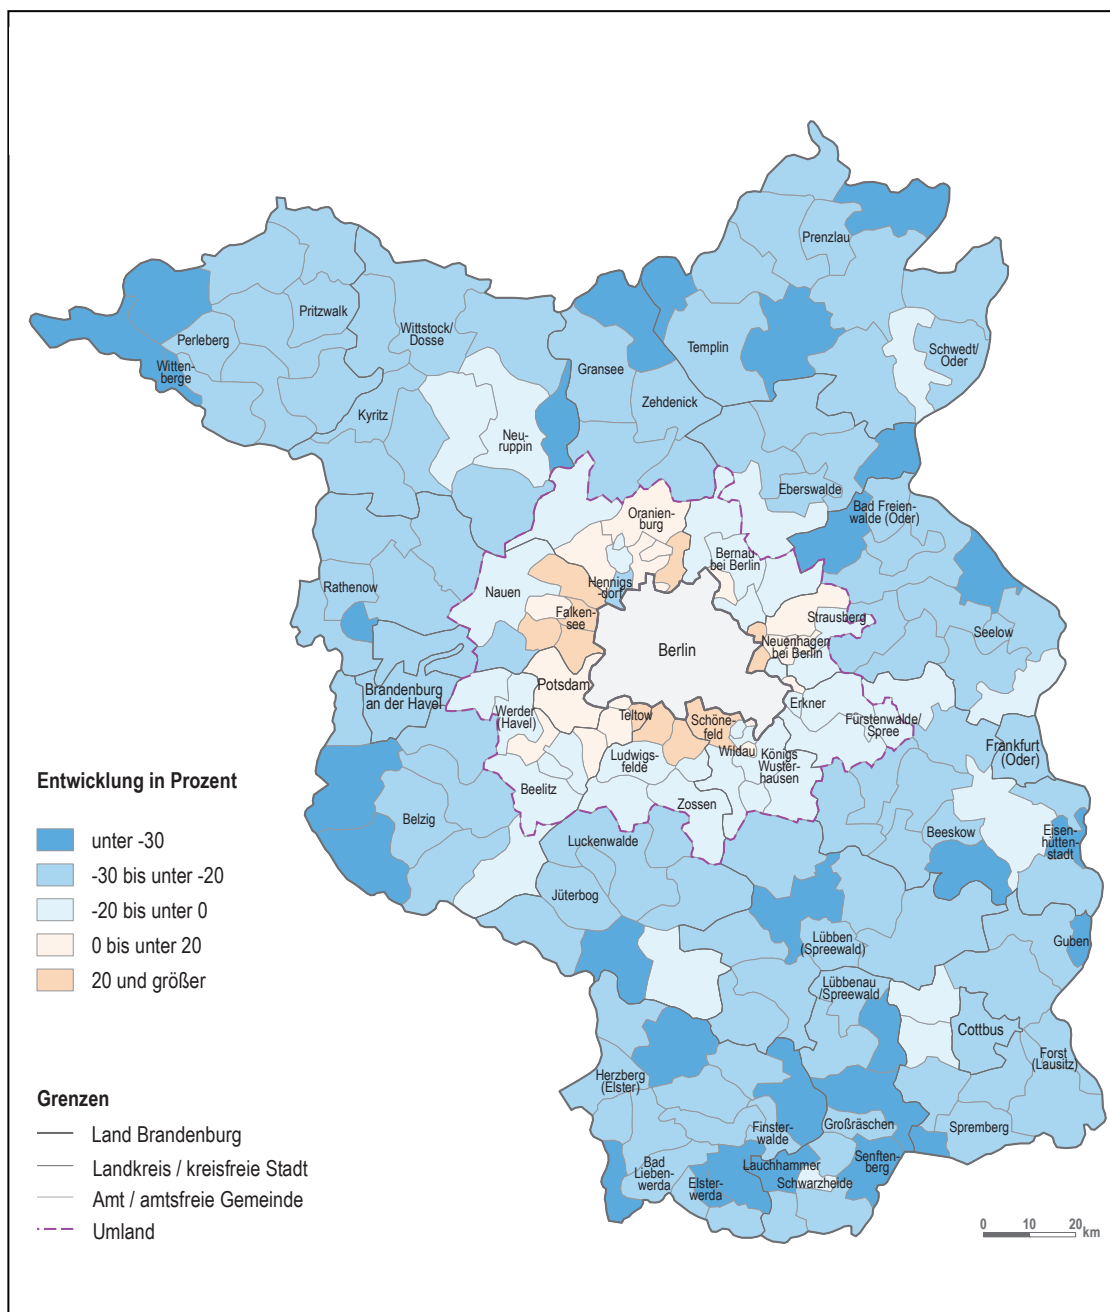 Prenzlau
Pritzwalk
Wittstock/
Dosse
Perleberg
Templin
Schwedt/
Oder
Witten-
berge
Gransee
Zehdenick
Kyritz
Neu-
ruppin
Eberswalde
Bad Freien-
walde (Oder)
Oranien-
burg
Bernau
bei Berlin
Rathenow
Nauen
Hennigs
-dorf
Falken-
see
Strausberg
Seelow
Neuenhagen
bei Berlin
Berlin
Brandenburg
an der Havel
Potsdam
Werder
(Havel)
Teltow
Schöne-
feld
Erkner
Fürstenwalde/
Spree
Frankfurt
(Oder)
Wildau
Ludwigs-
felde
Königs
Wuster-
hausen
Beelitz
Zossen
Belzig
Luckenwalde
Beeskow
Eisen-
hütten-
stadt
Jüterbog
Lübben
(Spreewald)
Guben
Lübbenau
/Spreewald
Cottbus
Forst
(Lausitz)
Herzberg
(Elster)
Finster-
walde
Großräschen
Spremberg
Bad
Lieben-
werda
Elster-
werda
Lauchhammer
Schwarzheide
Senften-
berg
Entwicklung in Prozent
unter -30
-30 bis unter -20
-20 bis unter 0
0 bis unter 20
20 und größer
Grenzen
Land Brandenburg
Landkreis / kreisfreie Stadt
Amt / amtsfreie Gemeinde
Umland
0 10 20
km